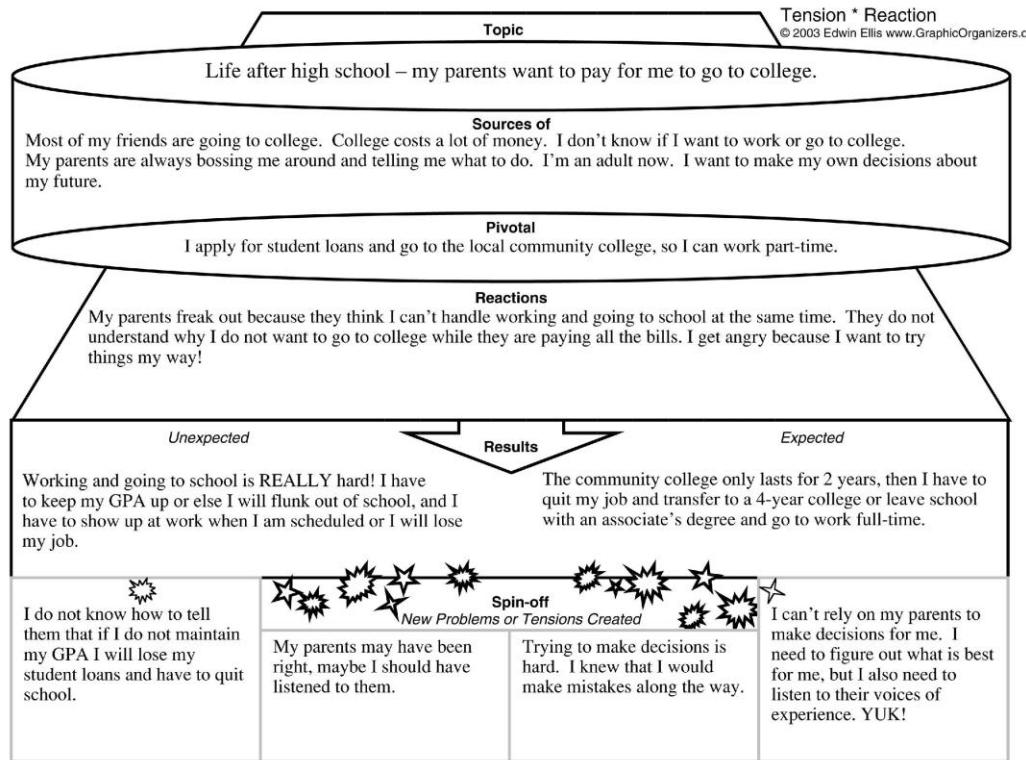 Tension * Reaction
© 2003 Edwin Ellis www.GraphicOrganizers.c
Topic
Life after high school – my parents want to pay for me to go to college.
Sources of
Most of my friends are going to college. College costs a lot of money. I don't know if I want to work or go to college.
My parents are always bossing me around and telling me what to do. I'm an adult now. I want to make my own decisions about
my future.
Pivotal
I apply for student loans and go to the local community college, so I can work part-time.
Reactions
My parents freak out because they think I can't handle working and going to school at the same time. They do not
understand why I do not want to go to college while they are paying all the bills. I get angry because I want to try
things my way!
Unexpected
Results
Expected
Working and going to school is REALLY hard! I have
to keep my GPA up or else I will flunk out of school, and I
have to show up at work when I am scheduled or I will lose
my job.
The community college only lasts for 2 years, then I have to
quit my job and transfer to a 4-year college or leave school
with an associate's degree and go to work full-time.
Spin-off
New Problems or Tensions Created
I do not know how to tell
them that if I do not maintain
my GPA I will lose my
student loans and have to quit
school.
My parents may have been
right, maybe I should have
listened to them.
Trying to make decisions is
hard. I knew that I would
make mistakes along the way.
I can't rely on my parents to
make decisions for me. I
need to figure out what is best
for me, but I also need to
listen to their voices of
experience. YUK!